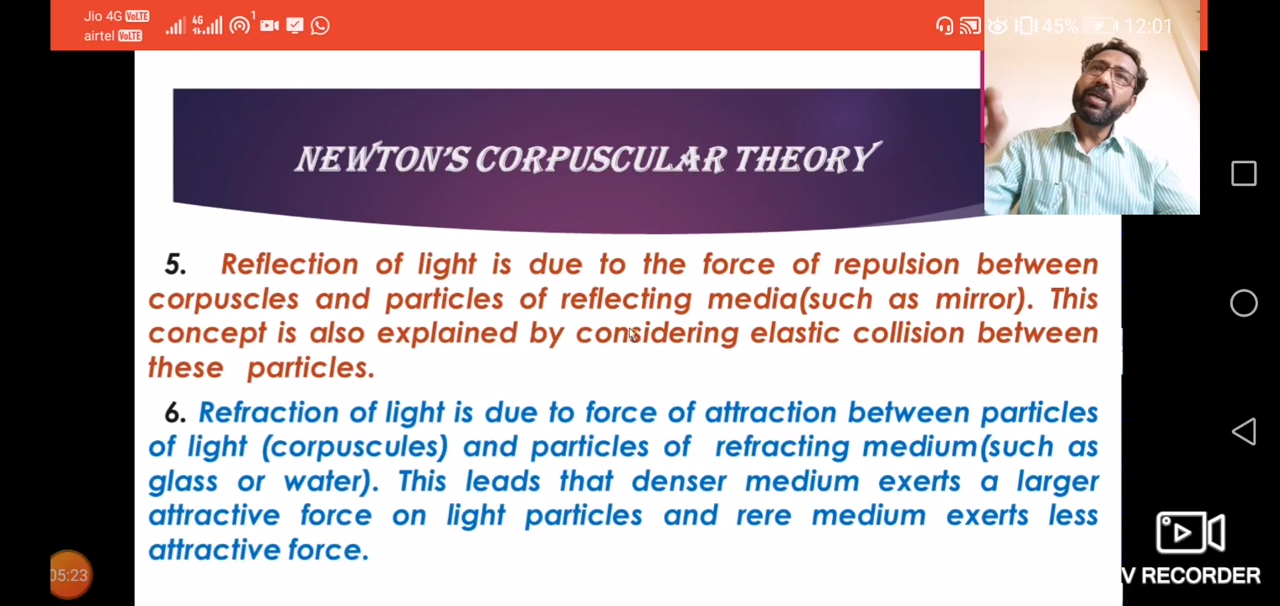 Jio 4G VoLTE
airtel VoLTE
4G
1
45%
12:01
NEWTON'S CORPUSCULAR THEORY
5. Reflection of light is due to the force of repulsion between
corpuscles and particles of reflecting media(such as mirror). This
concept is also explained by considering elastic collision between
these particles.
6. Refraction of light is due to force of attraction between particles
of light (corpuscules) and particles of refracting medium(such as
glass or water). This leads that denser medium exerts a larger
attractive force on light particles and rere medium exerts less
attractive force.
05:23
V RECORDER